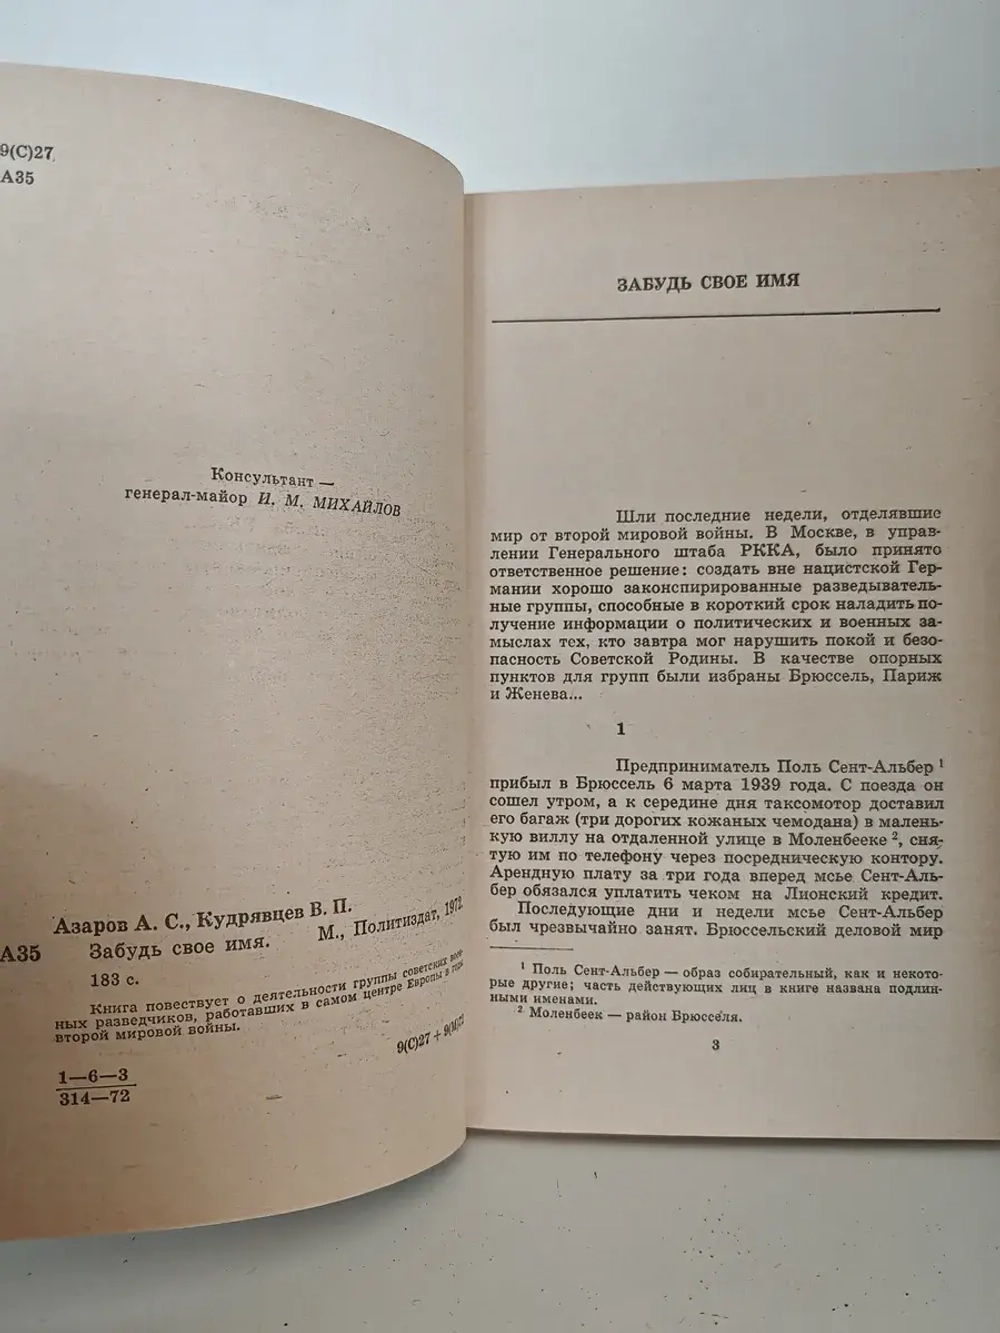 9(С)27
А35
Консультант —
генерал-майор И. М. МИХАЙЛОВ
Азаров А. С., Кудрявцев В. П.
А35 Забудь свое имя. М., Политиздат, 1972.
183 с.
Книга повествует о деятельности группы советских воен-
ных разведчиков, работавших в самом центре Европы в годы
второй мировой войны.
1—6—3
314—72
9(С)27 + 9(М)72
ЗАБУДЬ СВОЕ ИМЯ
Шли последние недели, отделявшие
мир от второй мировой войны. В Москве, в управ-
лении Генерального штаба РККА, было принято
ответственное решение: создать вне нацистской Гер-
мании хорошо законспирированные разведыватель-
ные группы, способные в короткий срок наладить по-
лучение информации о политических и военных за-
мыслах тех, кто завтра мог нарушить покой и безо-
пасность Советской Родины. В качестве опорных
пунктов для групп были избраны Брюссель, Париж
и Женева...
1
Предприниматель Поль Сент-Альбер ¹
прибыл в Брюссель 6 марта 1939 года. С поезда он
сошел утром, а к середине дня таксомотор доставил
его багаж (три дорогих кожаных чемодана) в малень-
кую виллу на отдаленной улице в Моленбееке ², сня-
тую им по телефону через посредническую контору.
Арендную плату за три года вперед мсье Сент-Аль-
бер обязался уплатить чеком на Лионский кредит.
Последующие дни и недели мсье Сент-Альбер
был чрезвычайно занят. Брюссельский деловой мир
¹ Поль Сент-Альбер — образ собирательный, как и некото-
рые другие; часть действующих лиц в книге названа подлин-
ными именами.
² Моленбеек — район Брюсселя.
3